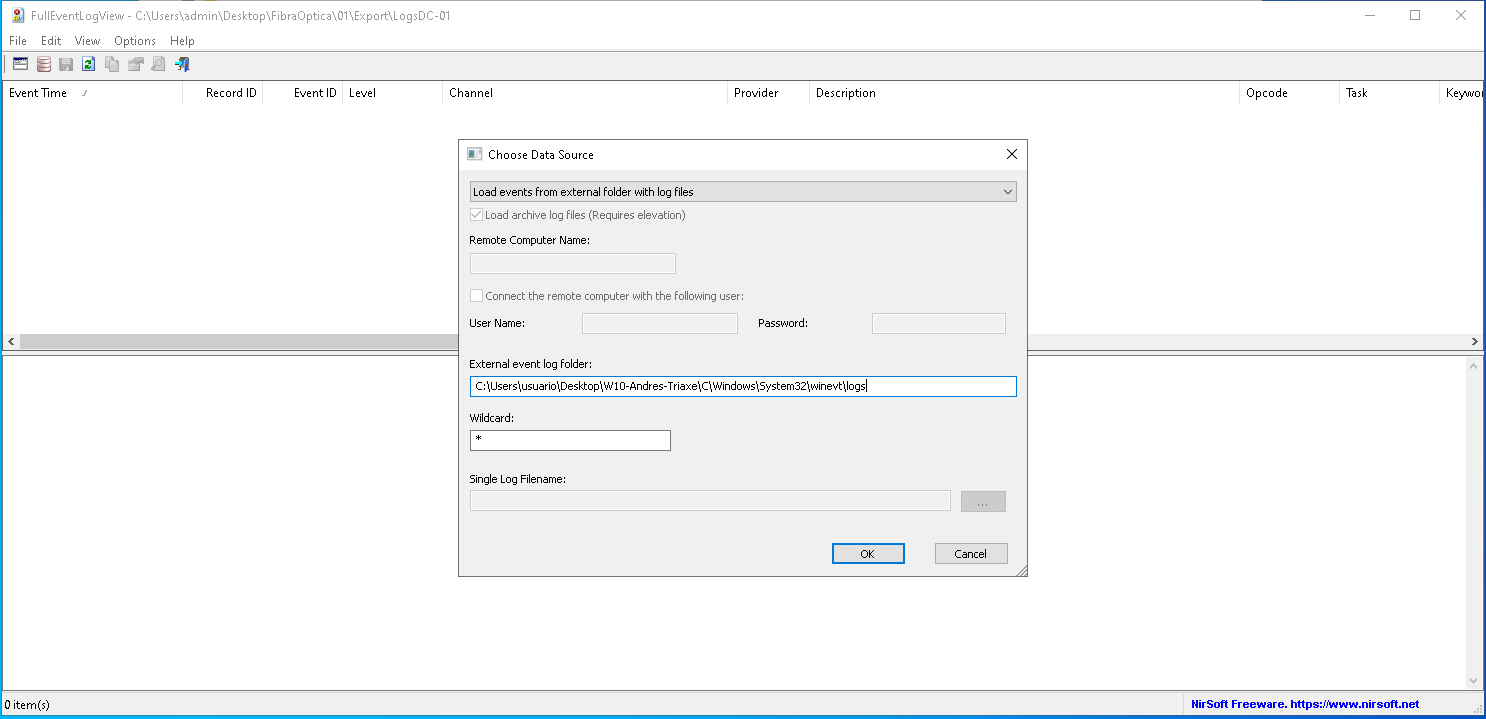 FullEventLogView - C:\Users\admin\Desktop\FibraOptica\01\Export\LogsDC-01
File Edit View Options Help
Event Time Record ID Event ID Level Channel Provider Description Opcode Task Keywor
Choose Data Source
Load events from external folder with log files
Load archive log files (Requires elevation)
Remote Computer Name:
Connect the remote computer with the following user:
User Name: Password:
External event log folder:
C:\Users\usuario\Desktop\W10-Andres-Triaxe\C\Windows\System32\winevt\logs
Wildcard:
*
Single Log Filename:
...
OK Cancel
0 item(s) NirSoft Freeware. https://www.nirsoft.net